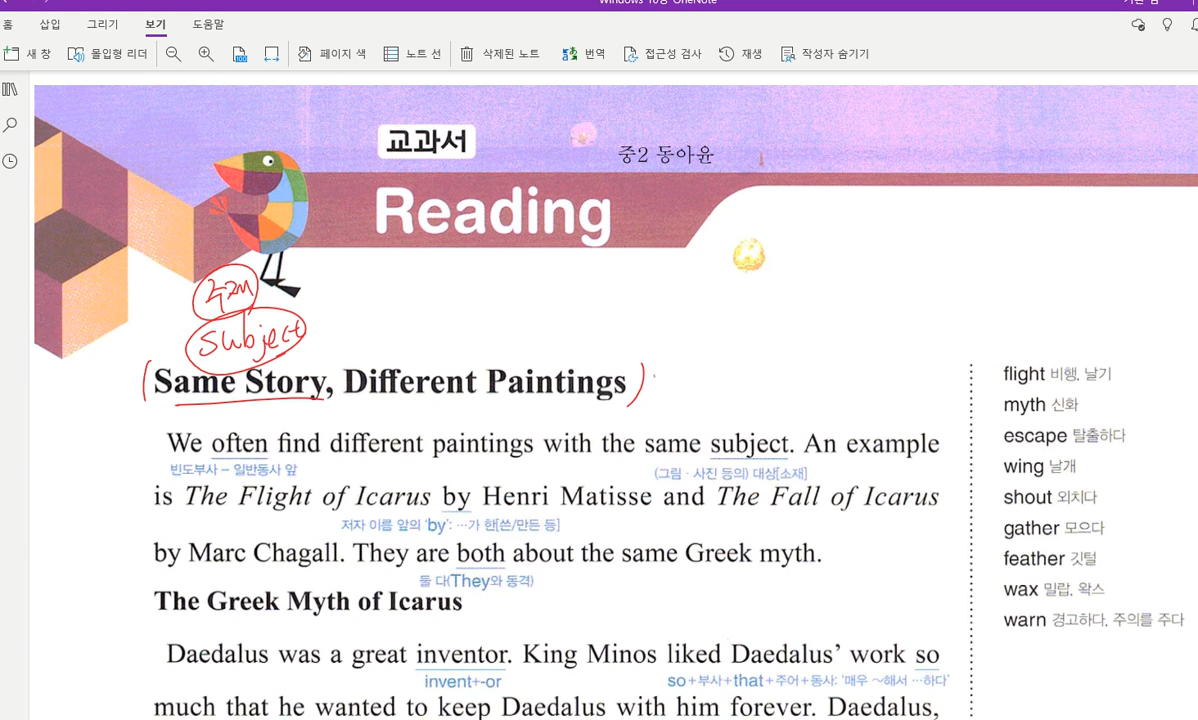 Windows 10용 OneNote
홈 삽입 그리기 보기 도움말
새 창 몰입형 리더 페이지 색 노트 선 삭제된 노트 번역 접근성 검사 재생 작성자 숨기기
교과서
중2 동아윤
Reading
주제
subject
Same Story, Different Paintings
We often find different paintings with the same subject. An example
빈도부사 – 일반동사 앞 (그림 · 사진 등의) 대상[소재]
is The Flight of Icarus by Henri Matisse and The Fall of Icarus
저자 이름 앞의 'by': …가 한[쓴/만든 등]
by Marc Chagall. They are both about the same Greek myth.
둘 다(They와 동격)
The Greek Myth of Icarus
Daedalus was a great inventor. King Minos liked Daedalus’ work so
invent+-or so+부사+that+주어+동사: '매우 ~해서 …하다'
much that he wanted to keep Daedalus with him forever. Daedalus,
flight 비행, 날기
myth 신화
escape 탈출하다
wing 날개
shout 외치다
gather 모으다
feather 깃털
wax 밀랍, 왁스
warn 경고하다, 주의를 주다